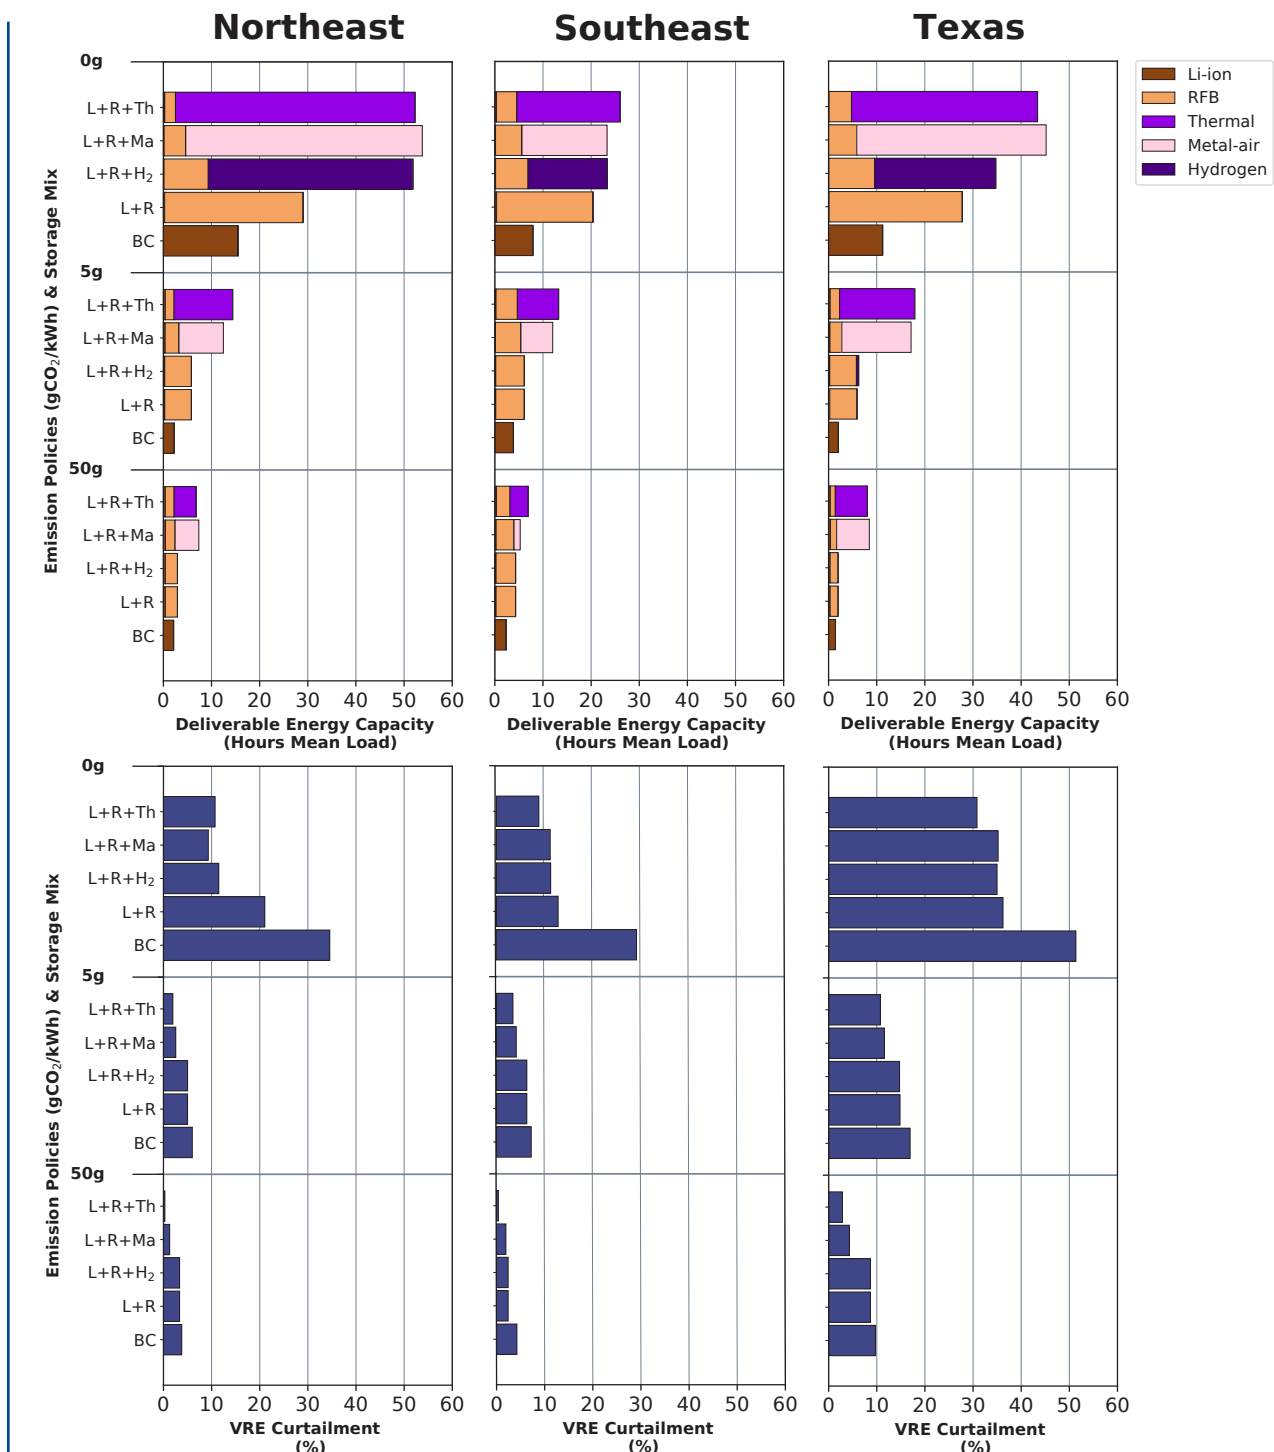 Northeast
Southeast
Texas
Li-ion
RFB
Thermal
Metal-air
Hydrogen
Emission Policies (gCO₂/kWh) & Storage Mix
0g
L+R+Th
L+R+Ma
L+R+H₂
L+R
BC
5g
L+R+Th
L+R+Ma
L+R+H₂
L+R
BC
50g
L+R+Th
L+R+Ma
L+R+H₂
L+R
BC
0 10 20 30 40 50 60
Deliverable Energy Capacity
(Hours Mean Load)
0 10 20 30 40 50 60
Deliverable Energy Capacity
(Hours Mean Load)
0 10 20 30 40 50 60
Deliverable Energy Capacity
(Hours Mean Load)
Emission Policies (gCO₂/kWh) & Storage Mix
0g
L+R+Th
L+R+Ma
L+R+H₂
L+R
BC
5g
L+R+Th
L+R+Ma
L+R+H₂
L+R
BC
50g
L+R+Th
L+R+Ma
L+R+H₂
L+R
BC
0 10 20 30 40 50 60
VRE Curtailment
(%)
0 10 20 30 40 50 60
VRE Curtailment
(%)
0 10 20 30 40 50 60
VRE Curtailment
(%)